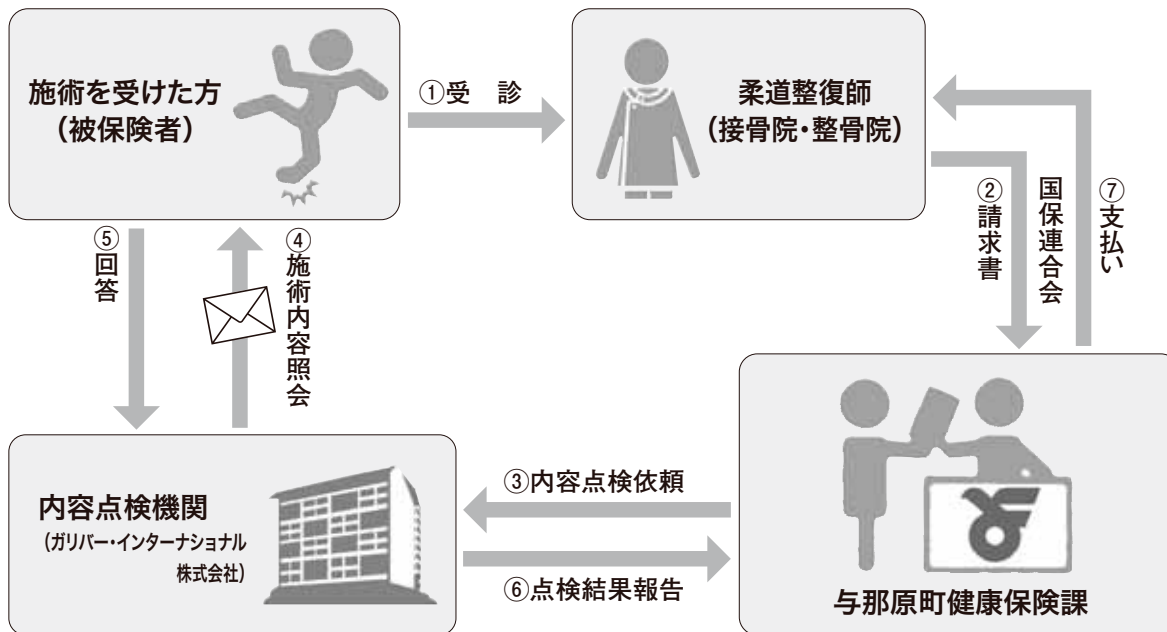 施術を受けた方
（被保険者）
①受　診
柔道整復師
（接骨院・整骨院）
②請求書
国保連合会
⑦支払い
⑤回答
④施術内容照会
内容点検機関
（ガリバー・インターナショナル
株式会社）
③内容点検依頼
⑥点検結果報告
与那原町健康保険課